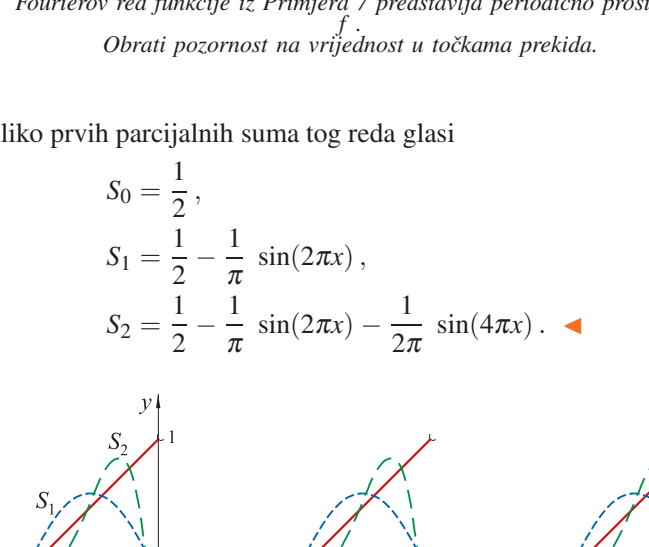 Fourierov red funkcije iz Primjera 7 predstavlja periodično
f .
Obrati pozornost na vrijednost u točkama prekida.
liko prvih parcijalnih suma tog reda glasi
S₀ = 1/2 ,
S₁ = 1/2 − 1/π sin(2πx) ,
S₂ = 1/2 − 1/π sin(2πx) − 1/2π sin(4πx) .
y
S₂ 1
S₁